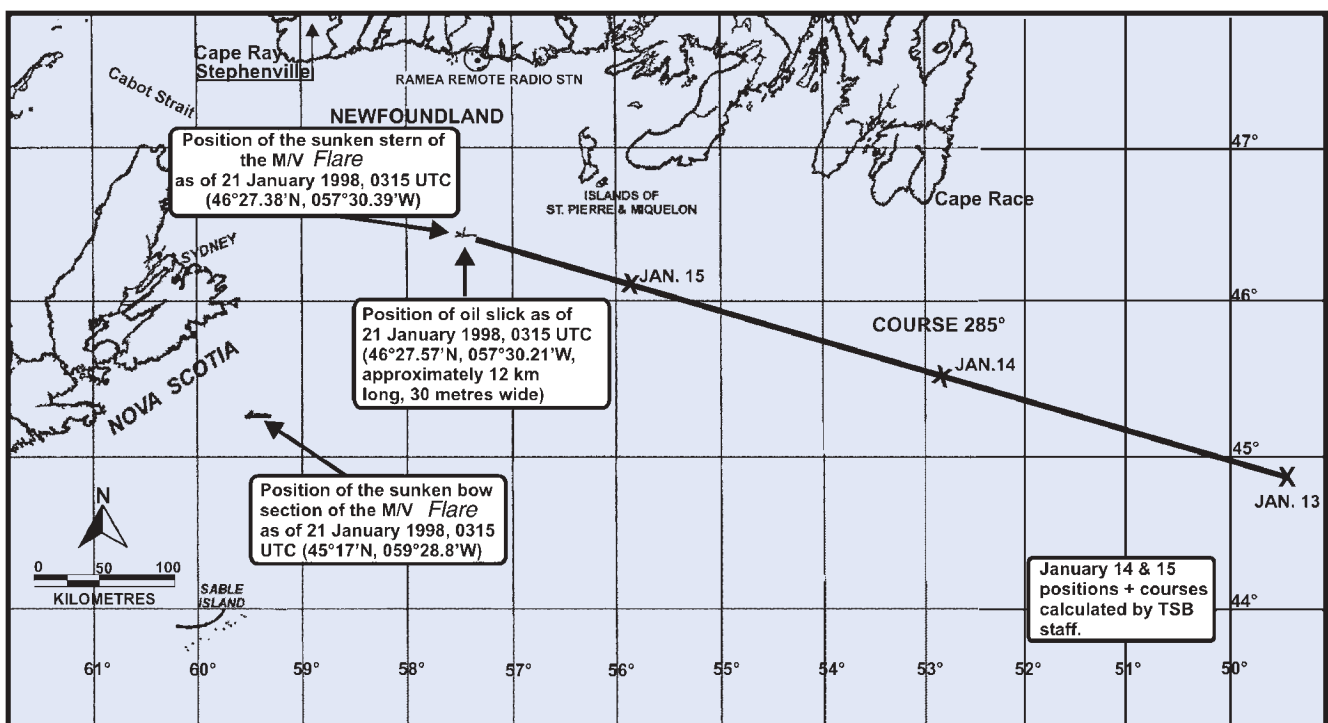 Cape Ray
Stephenville
Cabot Strait
RAMEA REMOTE RADIO STN
NEWFOUNDLAND
Position of the sunken stern of
the M/V Flare
as of 21 January 1998, 0315 UTC
(46°27.38'N, 057°30.39'W)
47°
ISLANDS OF
ST. PIERRE & MIQUELON
Cape Race
SYDNEY
JAN. 15
46°
Position of oil slick as of
21 January 1998, 0315 UTC
(46°27.57'N, 057°30.21'W,
approximately 12 km
long, 30 metres wide)
COURSE 285°
JAN.14
NOVA SCOTIA
45°
JAN. 13
Position of the sunken bow
section of the M/V Flare
as of 21 January 1998, 0315
UTC (45°17'N, 059°28.8'W)
N
0 50 100
KILOMETRES
SABLE
ISLAND
January 14 & 15
positions + courses
calculated by TSB
staff.
44°
61° 60° 59° 58° 57° 56° 55° 54° 53° 52° 51° 50°